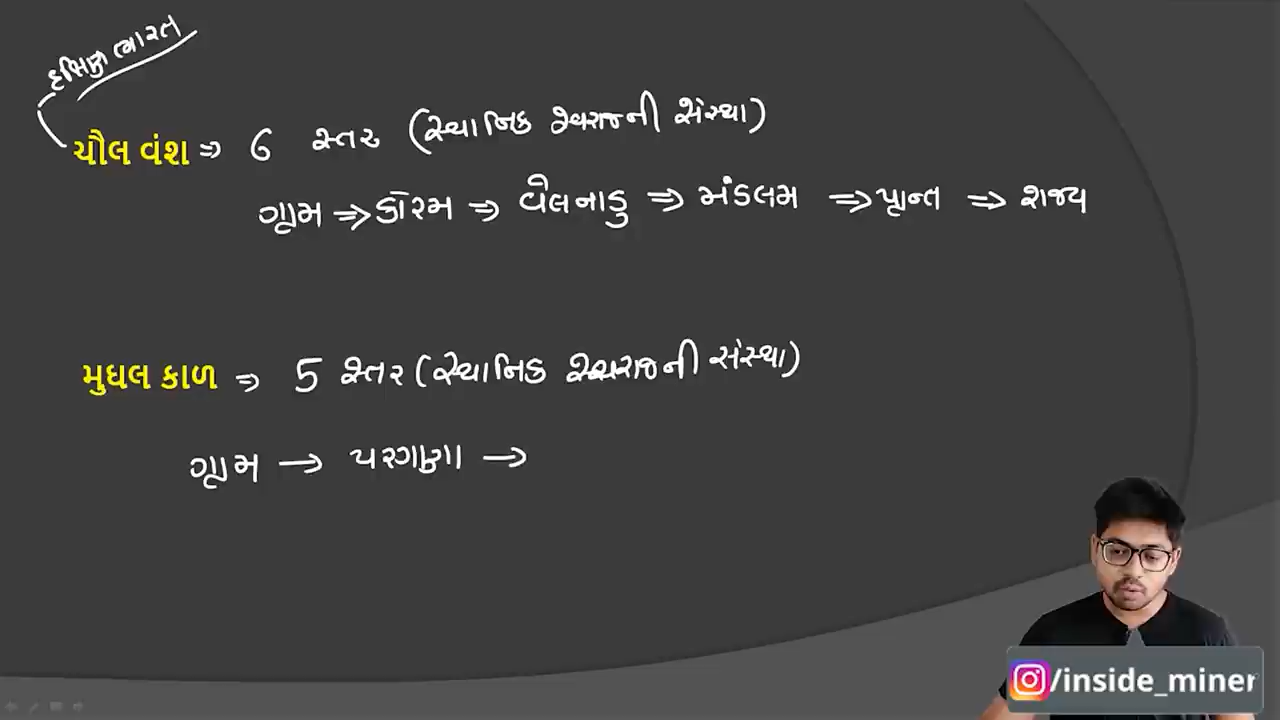 દક્ષિણ ભારત
ચૌલ વંશ ⇒ 6 સ્તર (સ્થાનિક સ્વરાજની સંસ્થા)
ગ્રામ ⇒ કોરમ ⇒ વૈલનાડુ ⇒ મંડલમ ⇒ પ્રાન્ત ⇒ રાજ્ય
મુઘલ કાળ ⇒ 5 સ્તર (સ્થાનિક સ્વરાજની સંસ્થા)
ગ્રામ → પરગણા →
/inside_miner